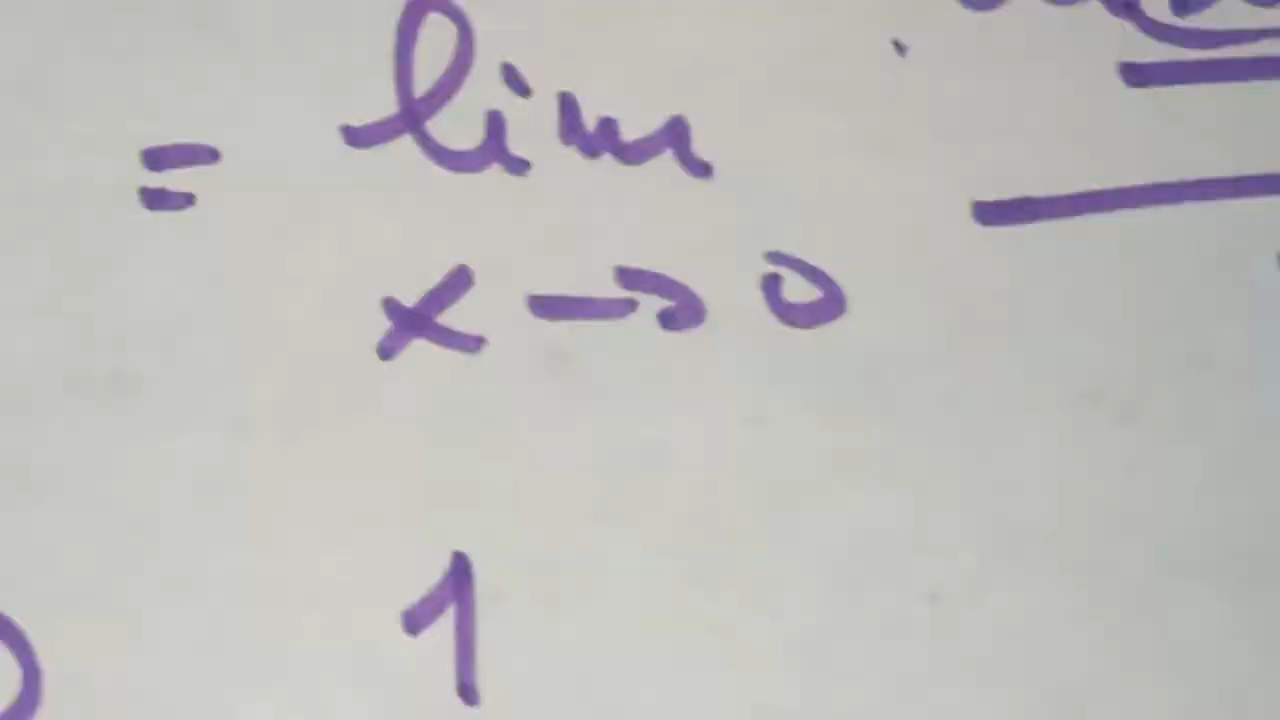 = lim
x → 0
1